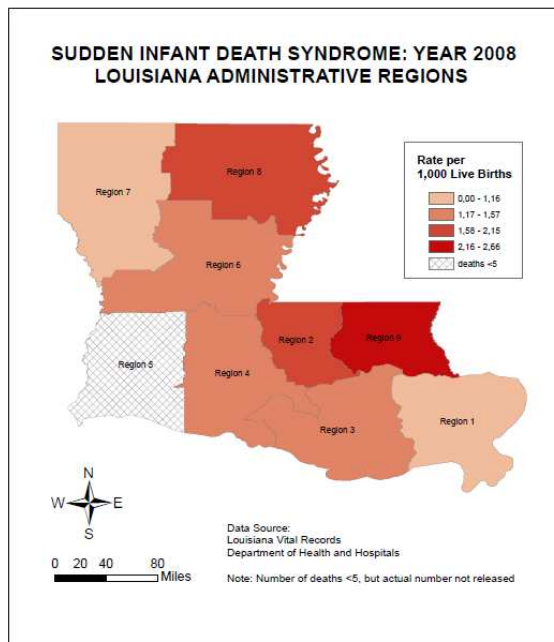 SUDDEN INFANT DEATH SYNDROME: YEAR 2008
LOUISIANA ADMINISTRATIVE REGIONS
Rate per
1,000 Live Births
0,00 - 1,16
1,17 - 1,57
1,58 - 2,15
2,16 - 2,66
deaths <5
Region 8
Region 7
Region 6
Region 2
Region 9
Region 5
Region 4
Region 1
Region 3
N
W E
S
0 20 40 80
Miles
Data Source:
Louisiana Vital Records
Department of Health and Hospitals
Note: Number of deaths <5, but actual number not released